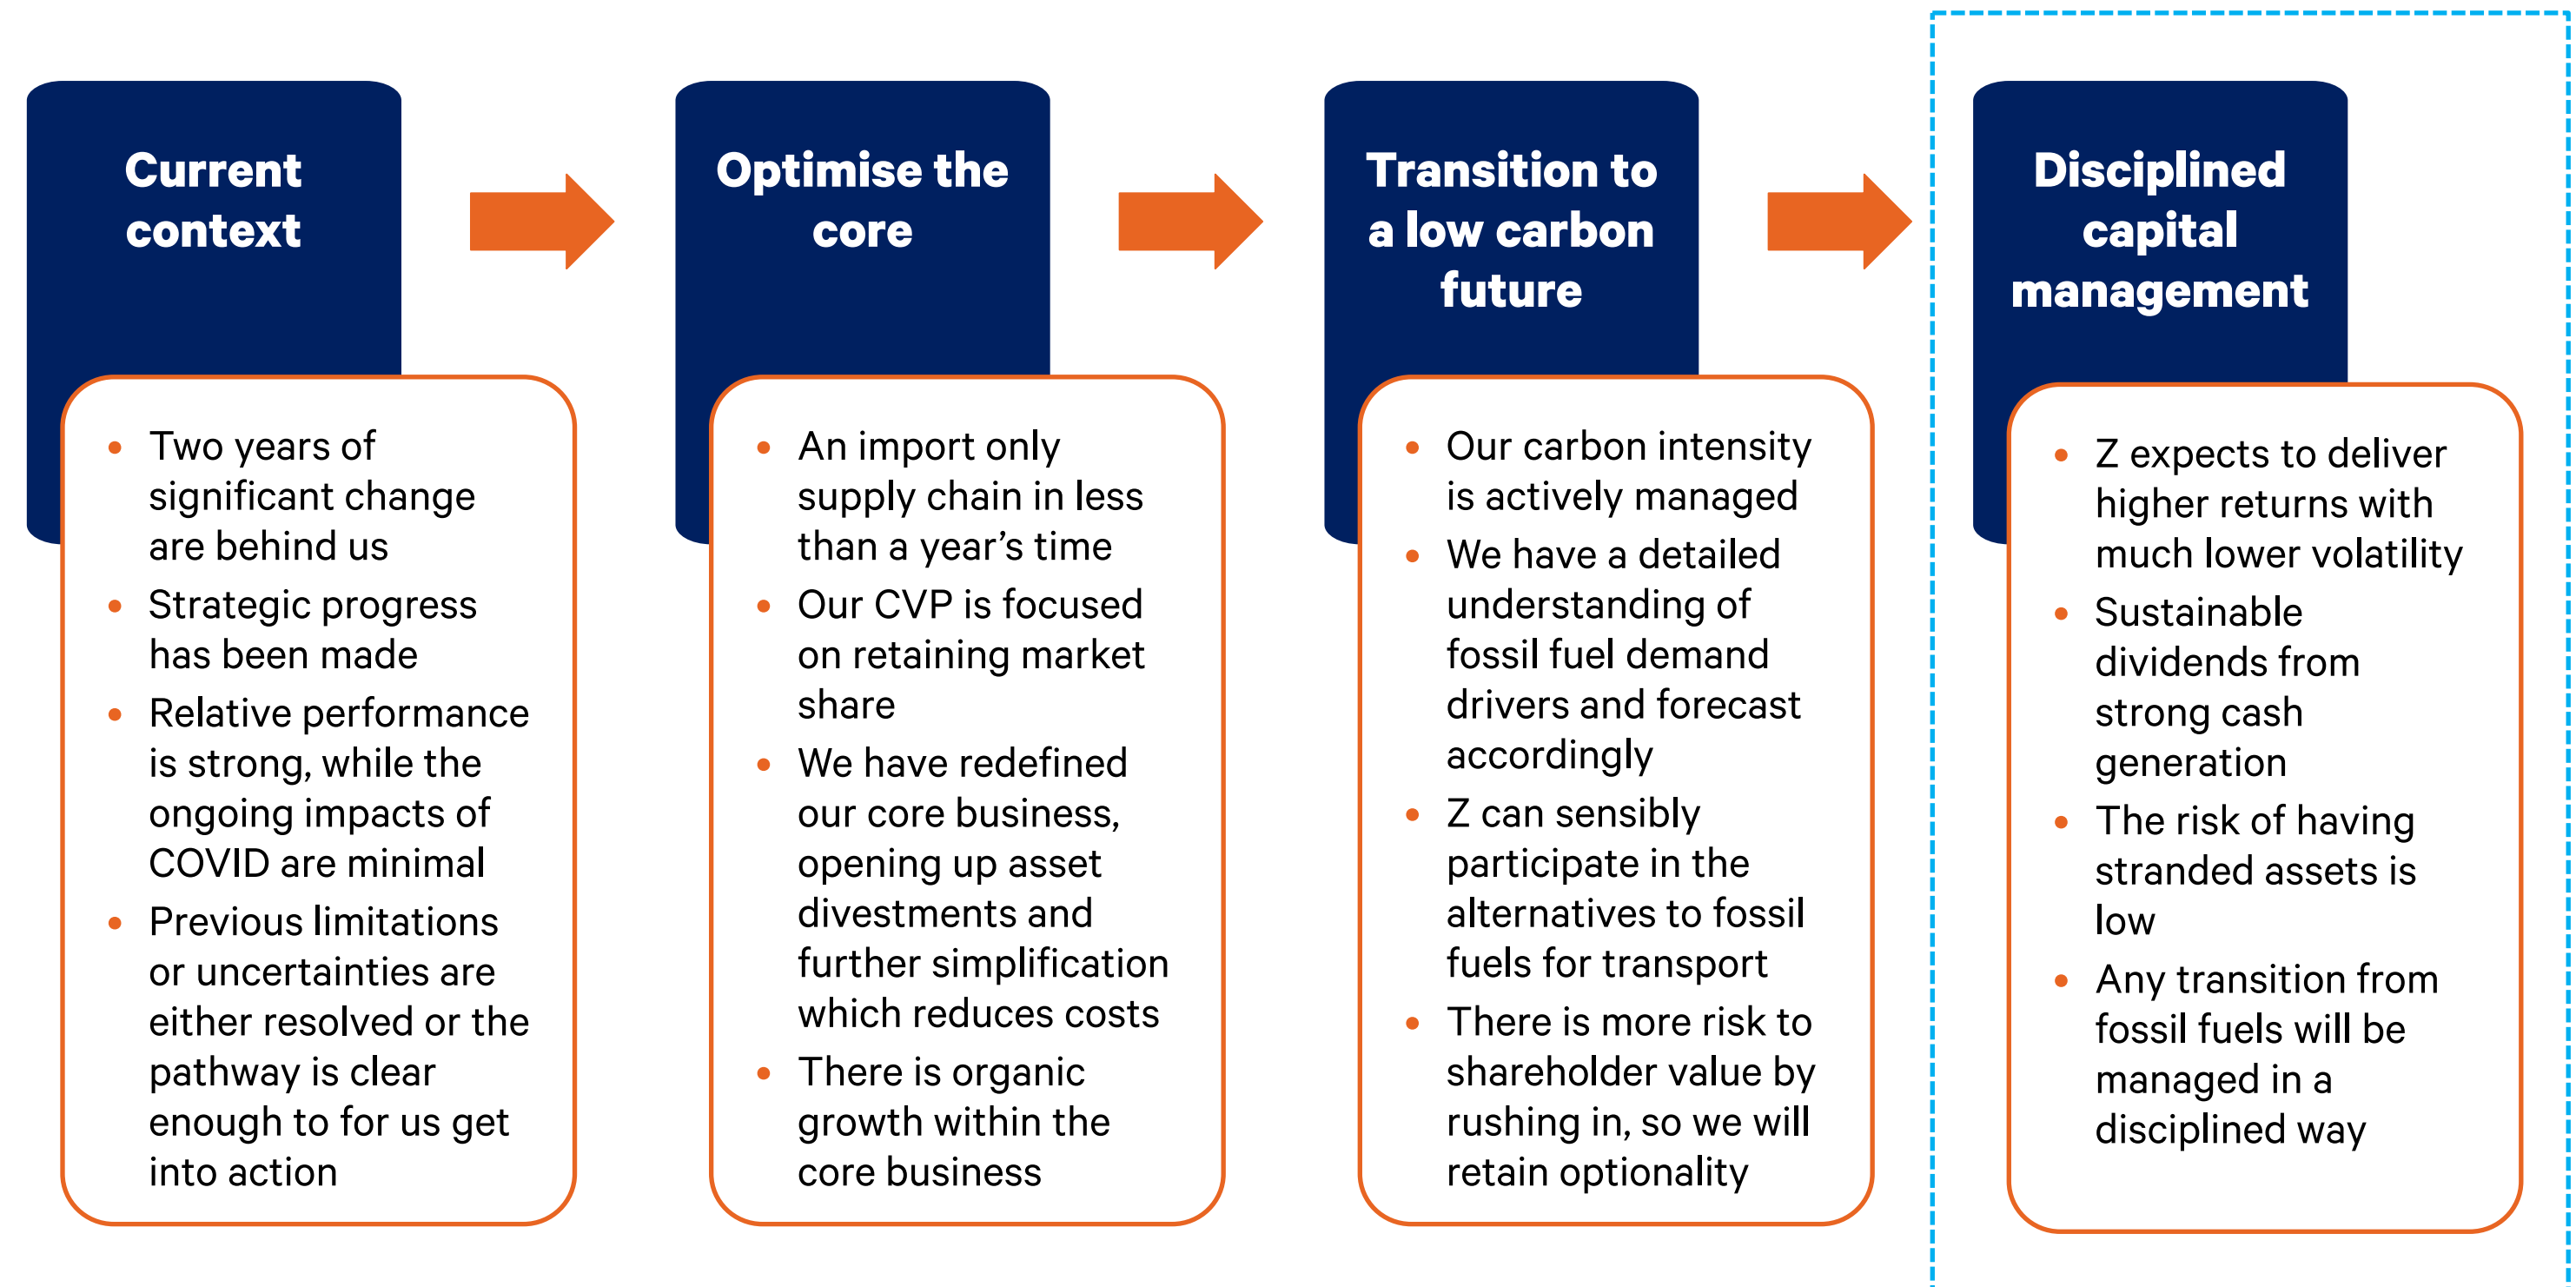 Current
context
• Two years of
significant change
are behind us
• Strategic progress
has been made
• Relative performance
is strong, while the
ongoing impacts of
COVID are minimal
• Previous limitations
or uncertainties are
either resolved or the
pathway is clear
enough to for us get
into action
Optimise the
core
• An import only
supply chain in less
than a year’s time
• Our CVP is focused
on retaining market
share
• We have redefined
our core business,
opening up asset
divestments and
further simplification
which reduces costs
• There is organic
growth within the
core business
Transition to
a low carbon
future
• Our carbon intensity
is actively managed
• We have a detailed
understanding of
fossil fuel demand
drivers and forecast
accordingly
• Z can sensibly
participate in the
alternatives to fossil
fuels for transport
• There is more risk to
shareholder value by
rushing in, so we will
retain optionality
Disciplined
capital
management
• Z expects to deliver
higher returns with
much lower volatility
• Sustainable
dividends from
strong cash
generation
• The risk of having
stranded assets is
low
• Any transition from
fossil fuels will be
managed in a
disciplined way